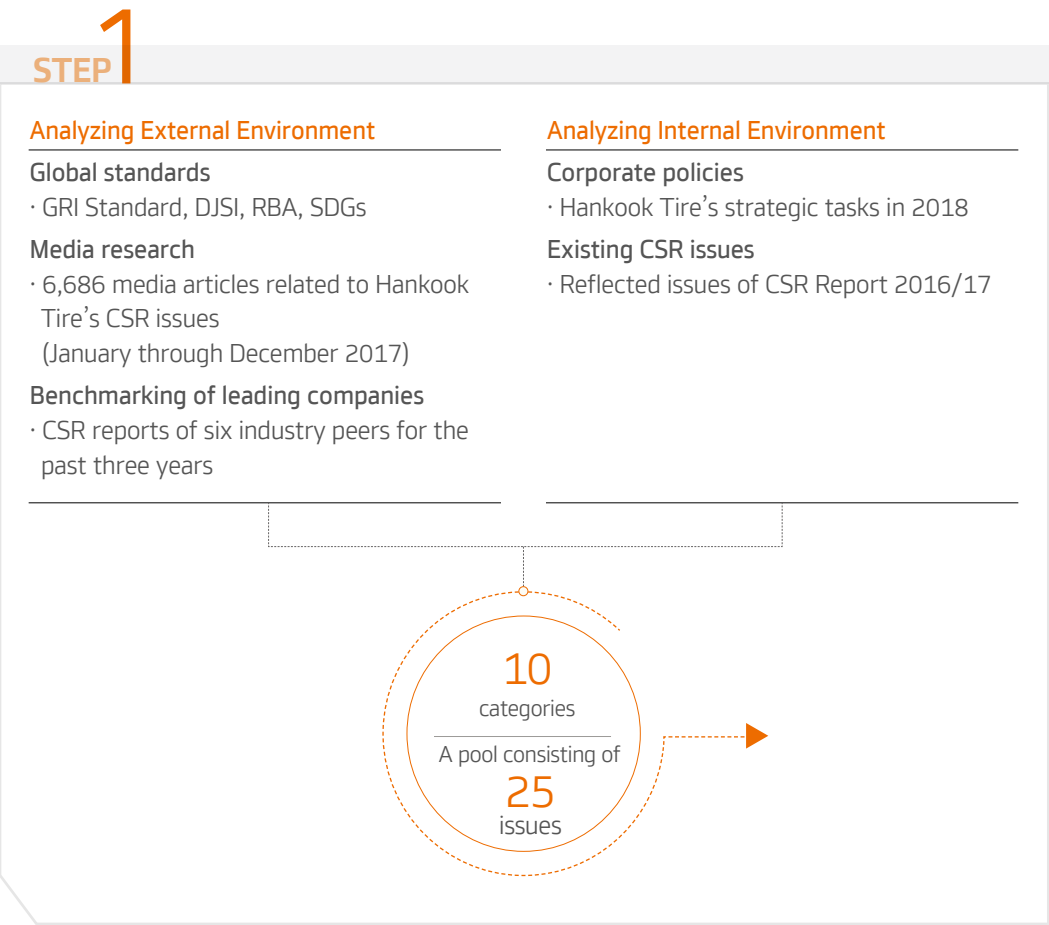 STEP 1
Analyzing External Environment
Global standards
· GRI Standard, DJSI, RBA, SDGs
Media research
· 6,686 media articles related to Hankook
Tire’s CSR issues
(January through December 2017)
Benchmarking of leading companies
· CSR reports of six industry peers for the
past three years
Analyzing Internal Environment
Corporate policies
· Hankook Tire’s strategic tasks in 2018
Existing CSR issues
· Reflected issues of CSR Report 2016/17
10
categories
A pool consisting of
25
issues